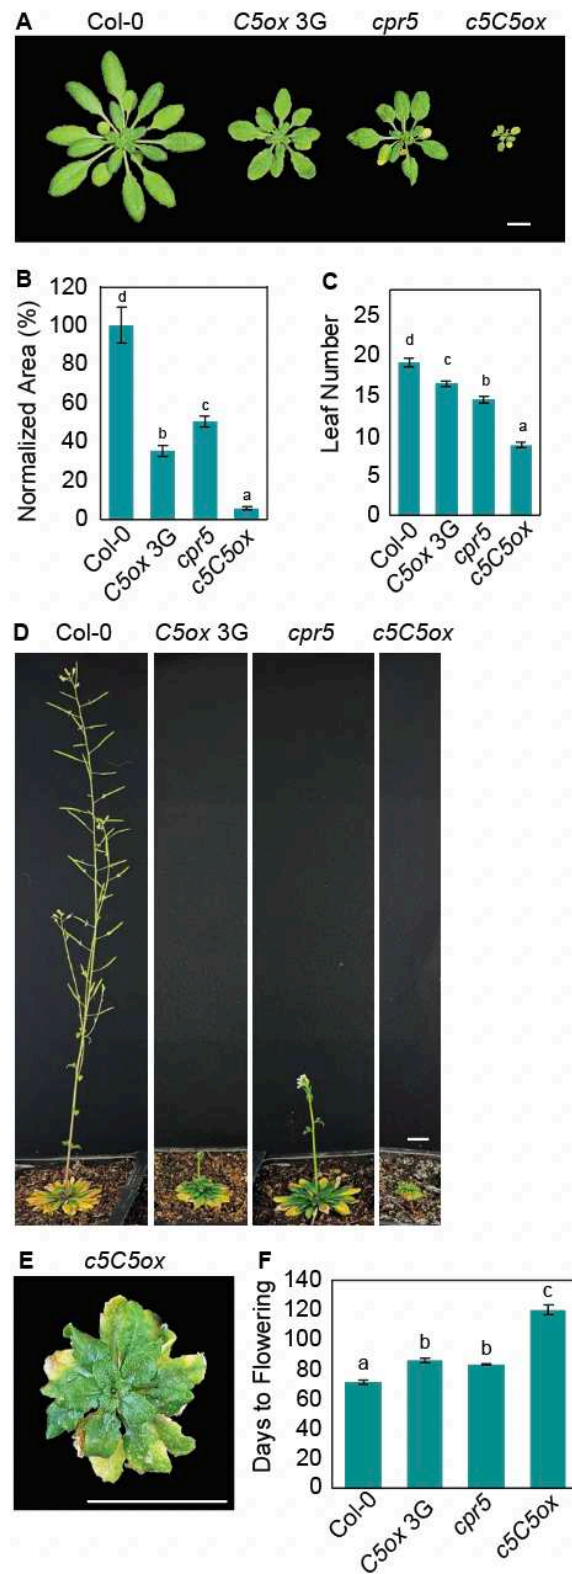 A Col-0 C5ox 3G cpr5 c5C5ox
B
Normalized Area (%)
120
100
80
60
40
20
0
d
b
c
a
Col-0
C5ox 3G
cpr5
c5C5ox
C
Leaf Number
25
20
15
10
5
0
d
c
b
a
Col-0
C5ox 3G
cpr5
c5C5ox
D Col-0 C5ox 3G cpr5 c5C5ox
E c5C5ox
F
Days to Flowering
140
120
100
80
60
40
20
0
a
b
b
c
Col-0
C5ox 3G
cpr5
c5C5ox